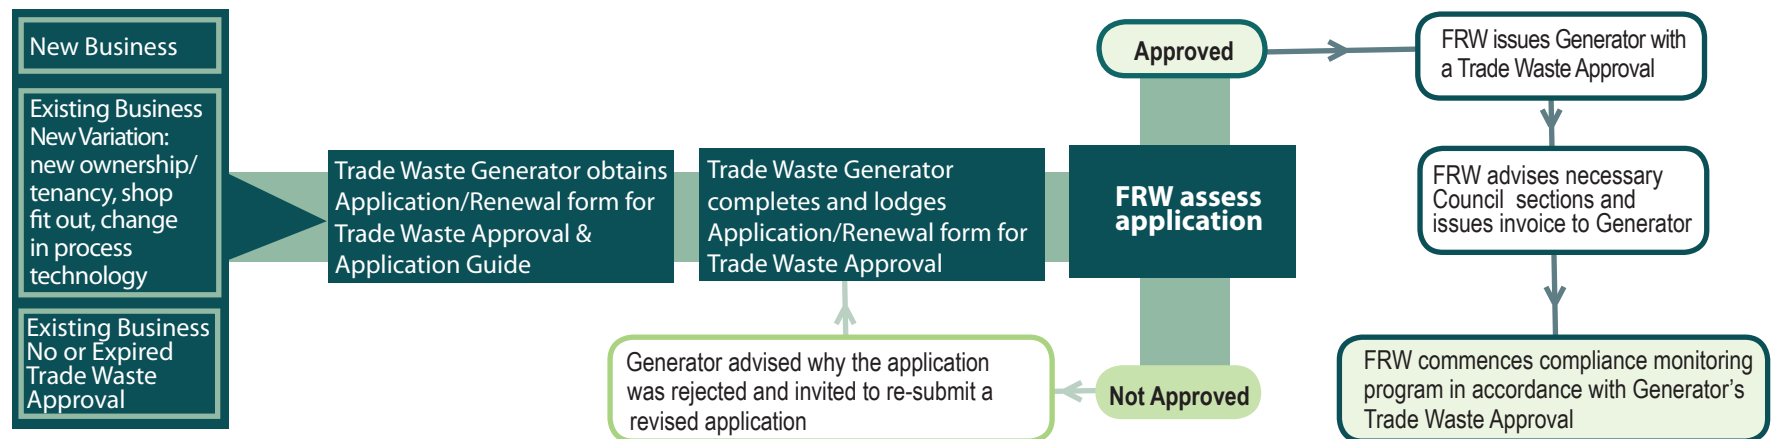 New Business
Existing Business
New Variation:
new ownership/
tenancy, shop
fit out, change
in process
technology
Existing Business
No or Expired
Trade Waste
Approval
Trade Waste Generator obtains
Application/Renewal form for
Trade Waste Approval &
Application Guide
Trade Waste Generator
completes and lodges
Application/Renewal form for
Trade Waste Approval
FRW assess
application
Approved
FRW issues Generator with
a Trade Waste Approval
FRW advises necessary
Council sections and
issues invoice to Generator
FRW commences compliance monitoring
program in accordance with Generator's
Trade Waste Approval
Not Approved
Generator advised why the application
was rejected and invited to re-submit a
revised application